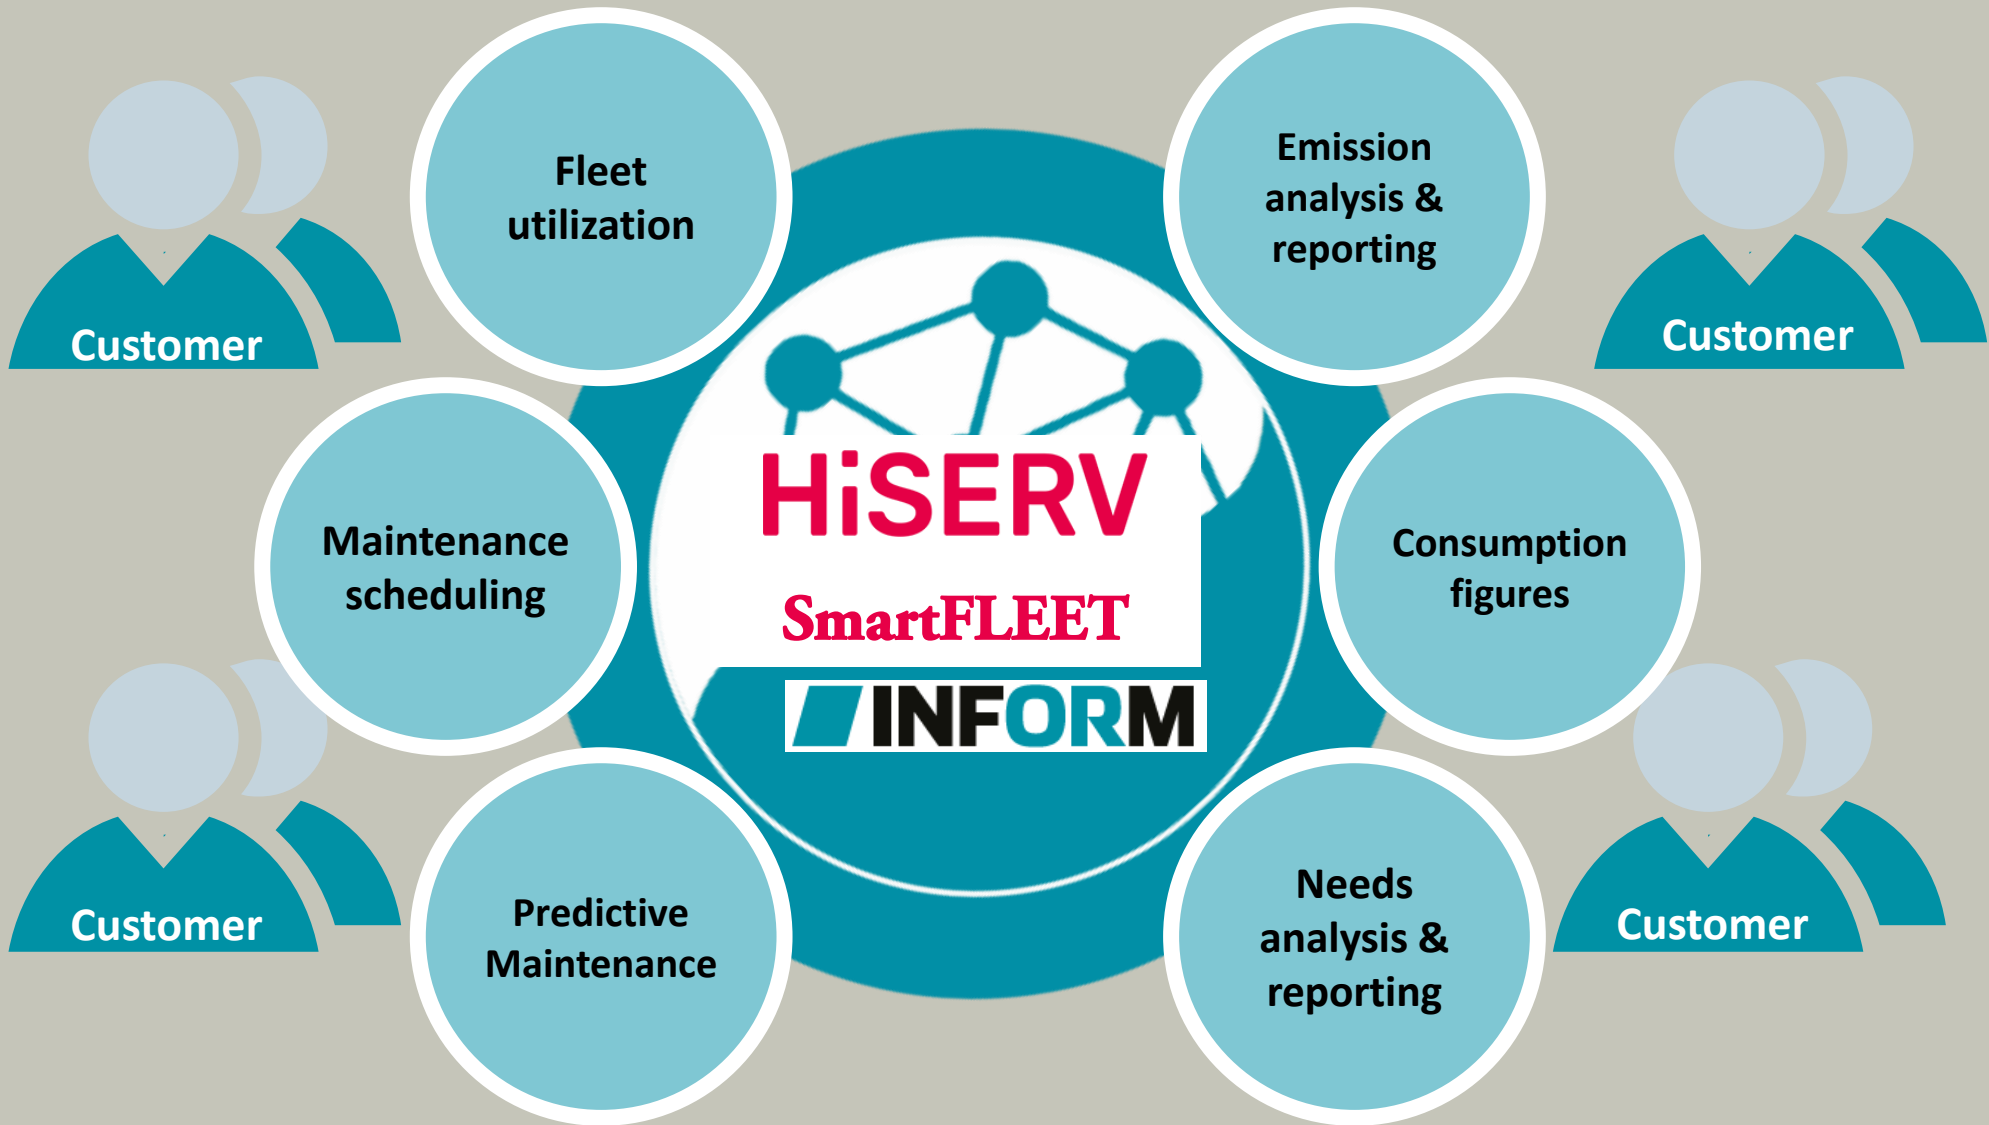 Fleet
utilization
Emission
analysis &
reporting
Customer
Customer
HiSERV
SmartFLEET
INFORM
Maintenance
scheduling
Consumption
figures
Customer
Customer
Predictive
Maintenance
Needs
analysis &
reporting